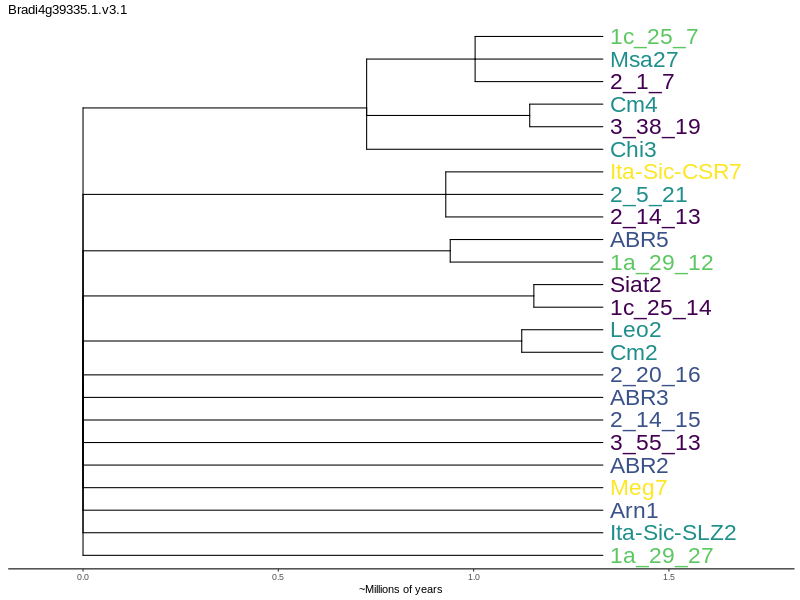 Bradi4g39335.1.v3.1
1c_25_7
Msa27
2_1_7
Cm4
3_38_19
Chi3
Ita-Sic-CSR7
2_5_21
2_14_13
ABR5
1a_29_12
Siat2
1c_25_14
Leo2
Cm2
2_20_16
ABR3
2_14_15
3_55_13
ABR2
Meg7
Arn1
Ita-Sic-SLZ2
1a_29_27
0.0 0.5 1.0 1.5
~Millions of years